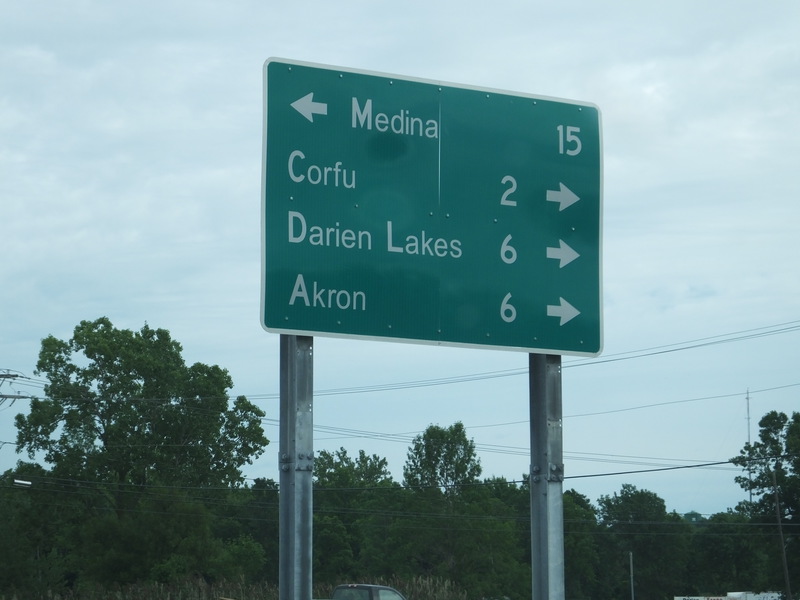 ← Medina 15
Corfu 2 →
Darien Lakes 6 →
Akron 6 →